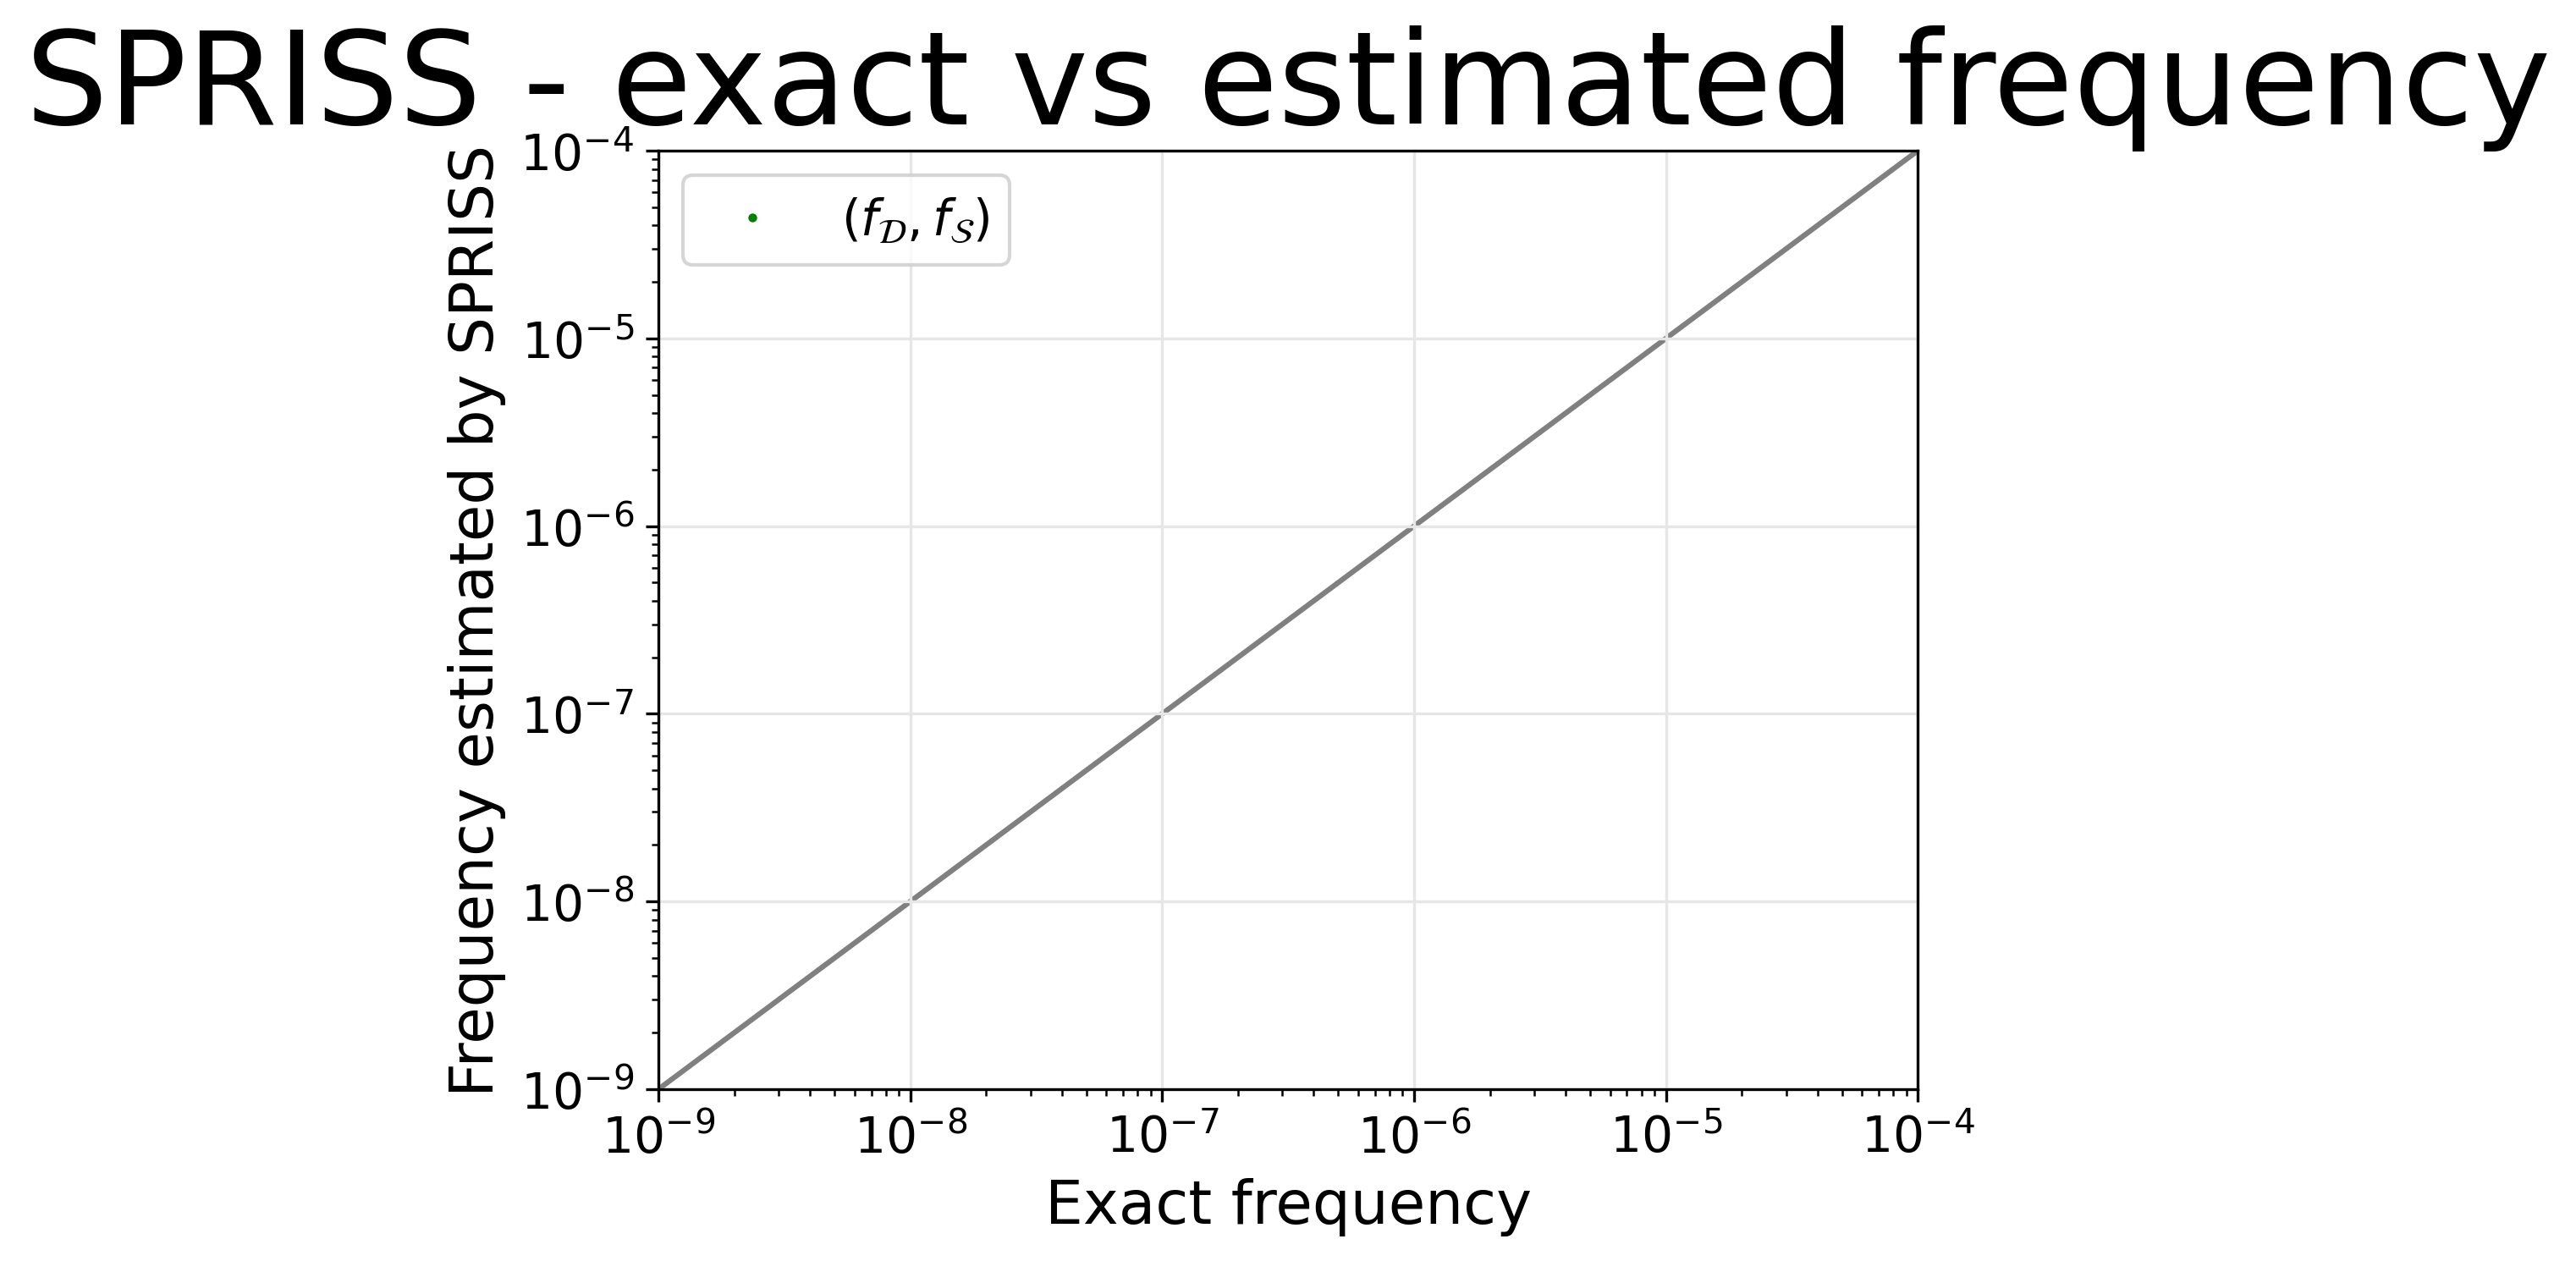 SPRISS - exact vs estimated frequency
Frequency estimated by SPRISS
10⁻⁴
10⁻⁵
10⁻⁶
10⁻⁷
10⁻⁸
10⁻⁹
(f𝒟, f𝒮)
10⁻⁹ 10⁻⁸ 10⁻⁷ 10⁻⁶ 10⁻⁵ 10⁻⁴
Exact frequency